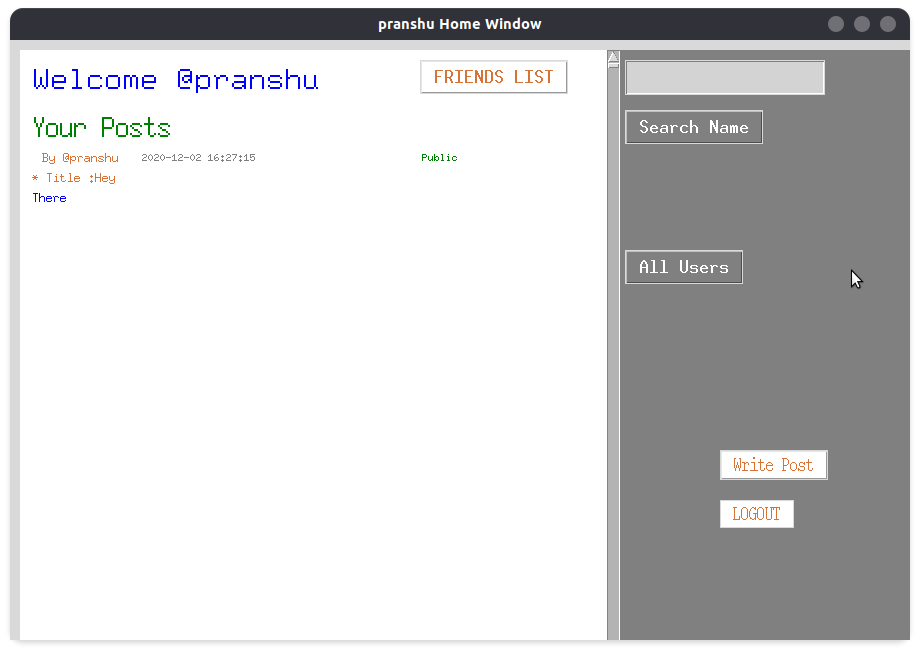 pranshu Home Window
Welcome @pranshu
FRIENDS LIST
Your Posts
By @pranshu 2020-12-02 16:27:15 Public
* Title :Hey
There
Search Name
All Users
Write Post
LOGOUT